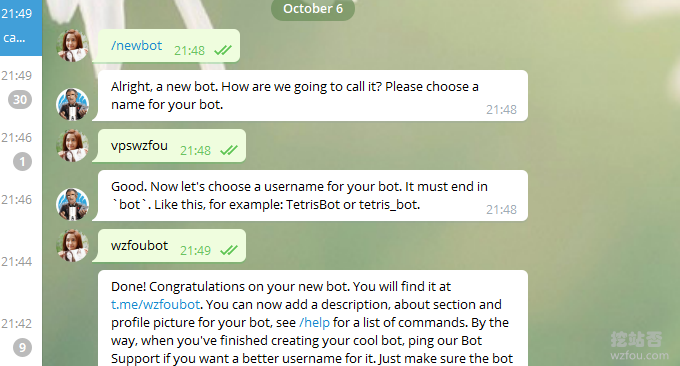 October 6
21:49
ca...
/newbot
21:48
21:49
30
Alright, a new bot. How are we going to call it? Please choose a
name for your bot.
21:48
21:46
1
vpswzfou
21:48
21:46
Good. Now let's choose a username for your bot. It must end in
`bot`. Like this, for example: TetrisBot or tetris_bot.
21:48
wzfoubot
21:49
21:44
Done! Congratulations on your new bot. You will find it at
t.me/wzfoubot. You can now add a description, about section and
profile picture for your bot, see /help for a list of commands. By the
way, when you've finished creating your cool bot, ping our Bot
Support if you want a better username for it. Just make sure the bot
21:42
9
挖站否
wzfou.com